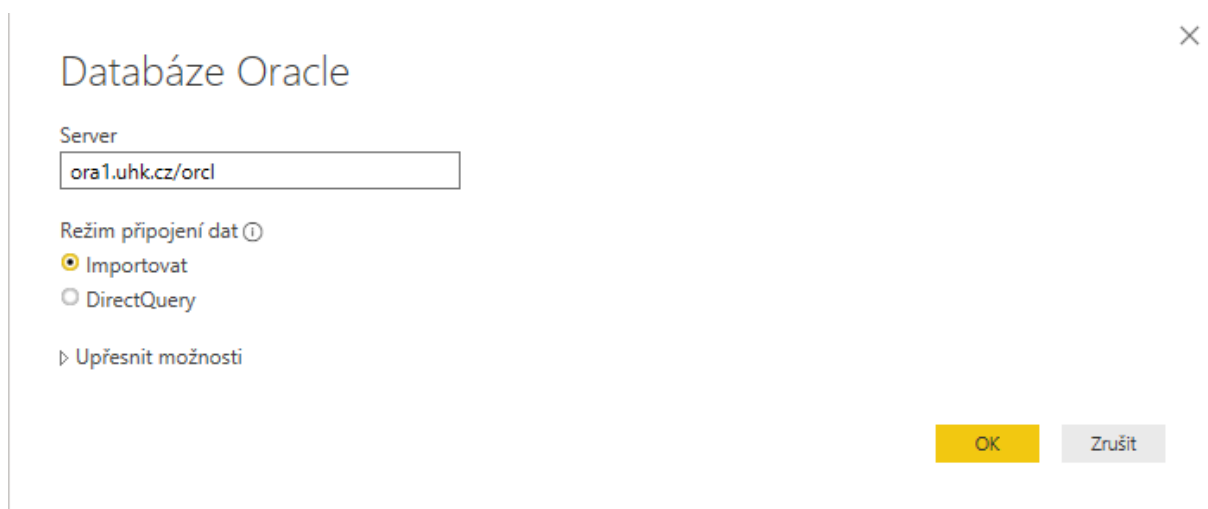 Databáze Oracle
Server
ora1.uhk.cz/orcl
Režim připojení dat
Importovat
DirectQuery
Upřesnit možnosti
OK Zrušit